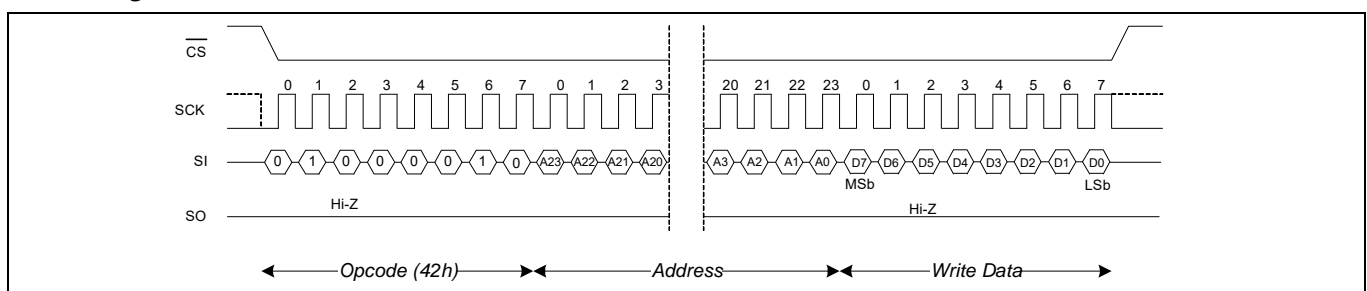 CS
0 1 2 3 4 5 6 7 0 1 2 3 20 21 22 23 0 1 2 3 4 5 6 7
SCK
SI 0 1 0 0 0 0 1 0 A23 A22 A21 A20 A3 A2 A1 A0 D7 D6 D5 D4 D3 D2 D1 D0
MSb LSb
Hi-Z Hi-Z
SO
Opcode (42h) Address Write Data